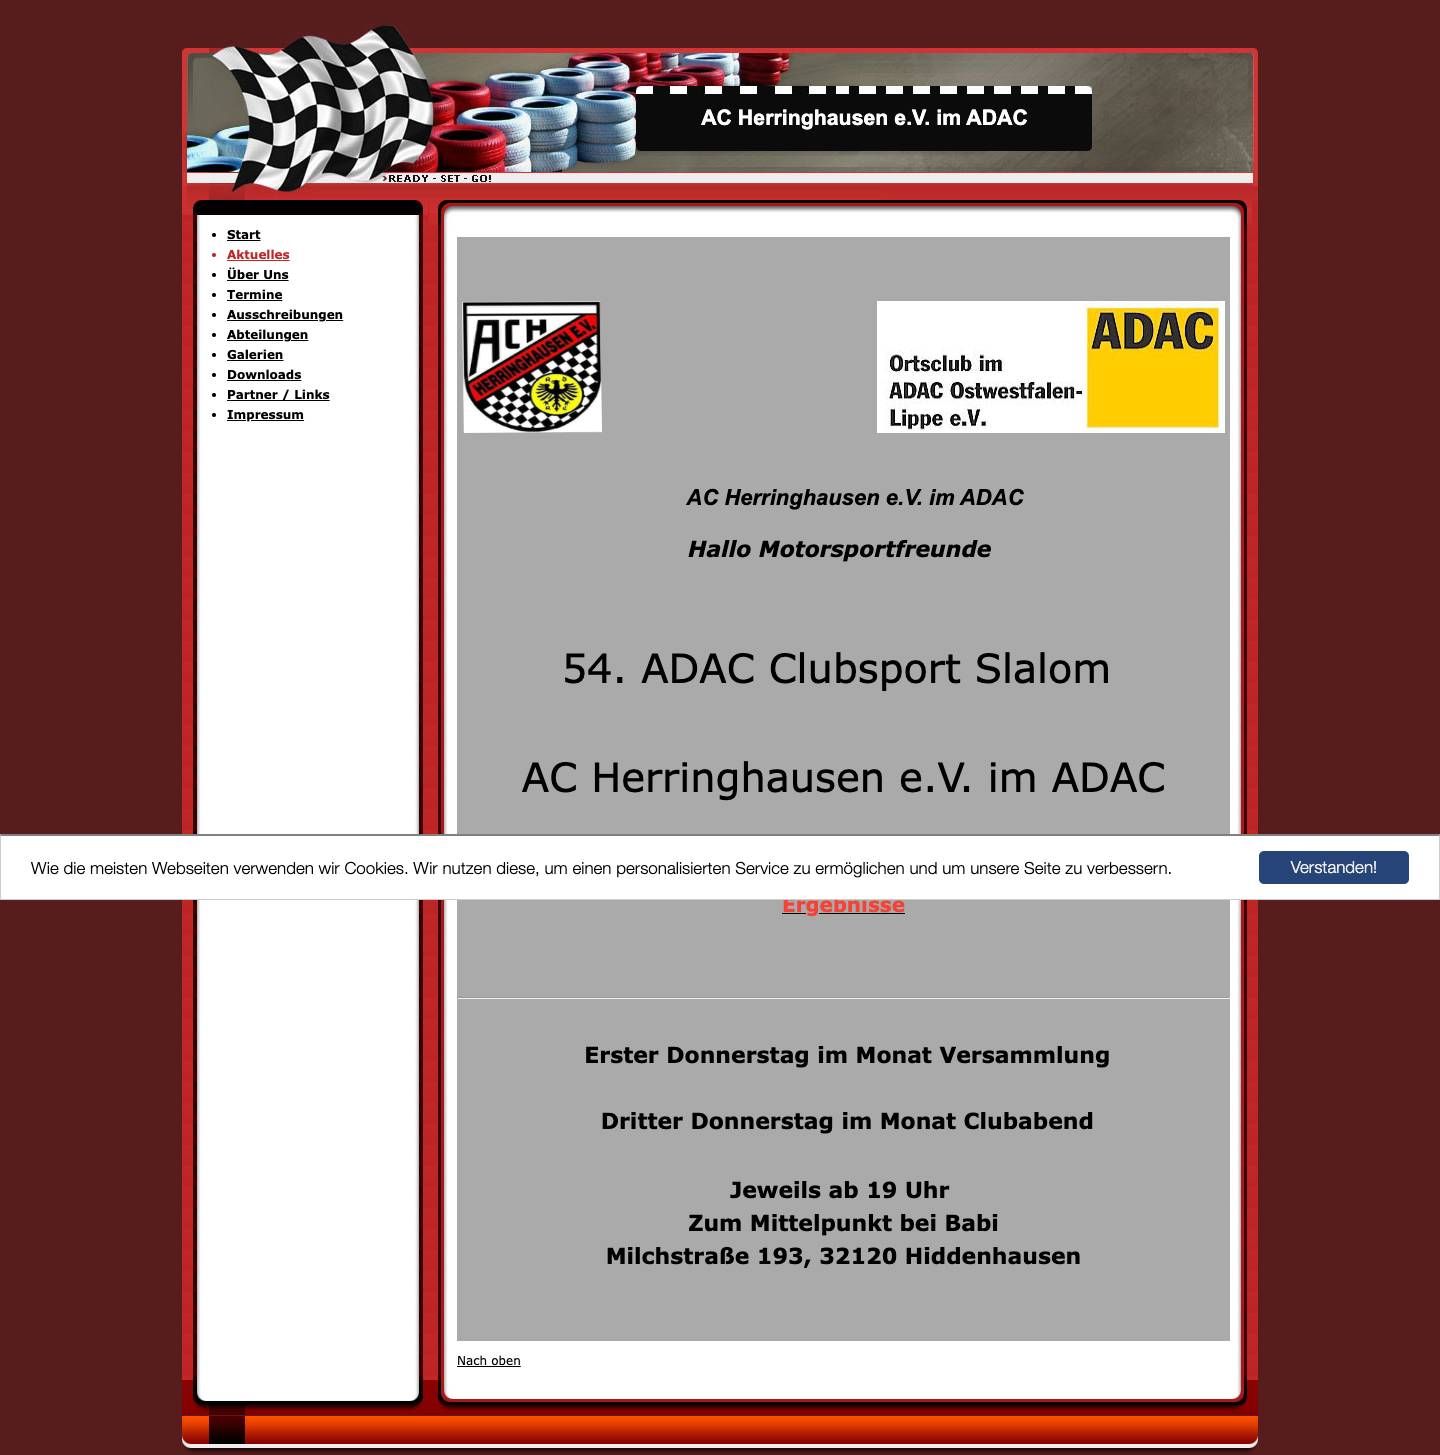 AC Herringhausen e.V. im ADAC
>READY - SET - GO!
Start
Aktuelles
Über Uns
Termine
Ausschreibungen
Abteilungen
Galerien
Downloads
Partner / Links
Impressum
ACH
HERRINGHAUSEN E.V.
ADAC
Ortsclub im
ADAC Ostwestfalen-
Lippe e.V.
AC Herringhausen e.V. im ADAC
Hallo Motorsportfreunde
54. ADAC Clubsport Slalom
AC Herringhausen e.V. im ADAC
Wie die meisten Webseiten verwenden wir Cookies. Wir nutzen diese, um einen personalisierten Service zu ermöglichen und um unsere Seite zu verbessern.
Verstanden!
Ergebnisse
Erster Donnerstag im Monat Versammlung
Dritter Donnerstag im Monat Clubabend
Jeweils ab 19 Uhr
Zum Mittelpunkt bei Babi
Milchstraße 193, 32120 Hiddenhausen
Nach oben